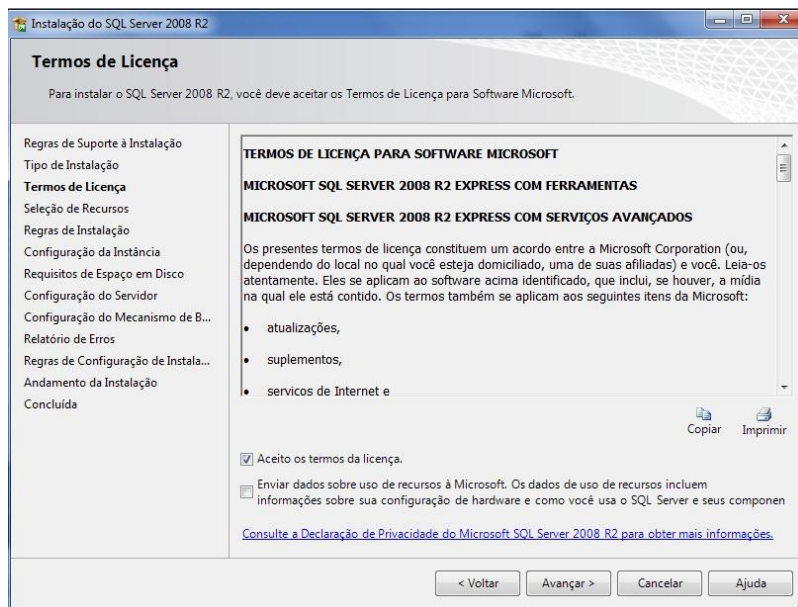 Instalação do SQL Server 2008 R2
Termos de Licença
Para instalar o SQL Server 2008 R2, você deve aceitar os Termos de Licença para Software Microsoft.
Regras de Suporte à Instalação
Tipo de Instalação
Termos de Licença
Seleção de Recursos
Regras de Instalação
Configuração da Instância
Requisitos de Espaço em Disco
Configuração do Servidor
Configuração do Mecanismo de B...
Relatório de Erros
Regras de Configuração de Instala...
Andamento da Instalação
Concluída
TERMOS DE LICENÇA PARA SOFTWARE MICROSOFT
MICROSOFT SQL SERVER 2008 R2 EXPRESS COM FERRAMENTAS
MICROSOFT SQL SERVER 2008 R2 EXPRESS COM SERVIÇOS AVANÇADOS
Os presentes termos de licença constituem um acordo entre a Microsoft Corporation (ou,
dependendo do local no qual você esteja domiciliado, uma de suas afiliadas) e você. Leia-os
atentamente. Eles se aplicam ao software acima identificado, que inclui, se houver, a mídia
na qual ele está contido. Os termos também se aplicam aos seguintes itens da Microsoft:
• atualizações,
• suplementos,
• serviços de Internet e
Copiar Imprimir
Aceito os termos da licença.
Enviar dados sobre uso de recursos à Microsoft. Os dados de uso de recursos incluem
informações sobre sua configuração de hardware e como você usa o SQL Server e seus componen
Consulte a Declaração de Privacidade do Microsoft SQL Server 2008 R2 para obter mais informações.
< Voltar Avançar > Cancelar Ajuda